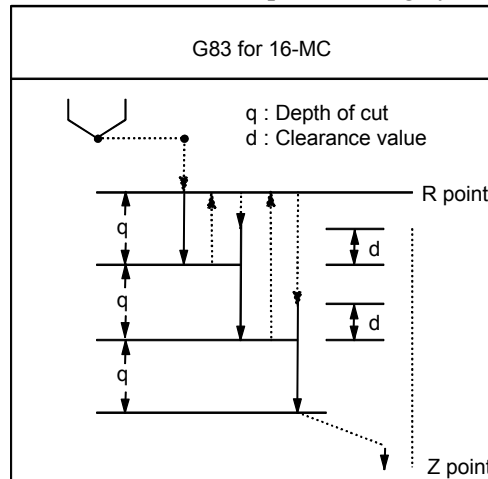 G83 for 16-MC
q : Depth of cut
d : Clearance value
R point
q
d
q
d
q
Z point